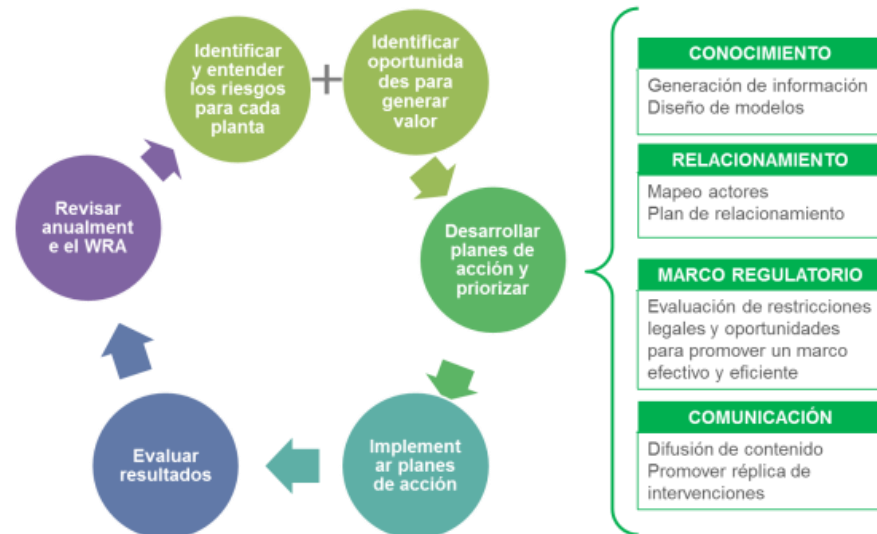 Identificar
y entender
los riesgos
para cada
planta
+
Identificar
oportunida
des para
generar
valor
Desarrollar
planes de
acción y
priorizar
Implement
ar planes
de acción
Evaluar
resultados
Revisar
anualment
e el WRA
CONOCIMIENTO
Generación de información
Diseño de modelos
RELACIONAMIENTO
Mapeo actores
Plan de relacionamiento
MARCO REGULATORIO
Evaluación de restricciones
legales y oportunidades
para promover un marco
efectivo y eficiente
COMUNICACIÓN
Difusión de contenido
Promover réplica de
intervenciones